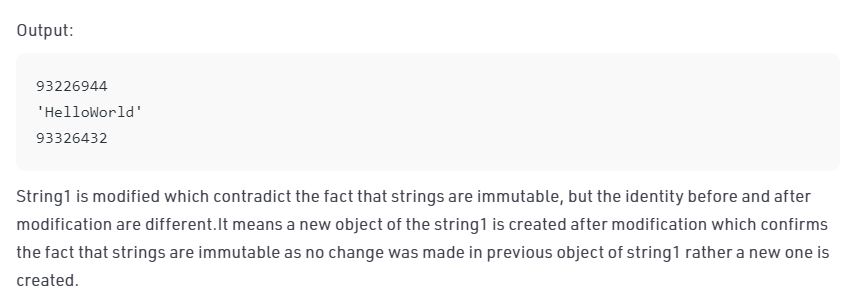 Output:
93226944
'HelloWorld'
93326432
String1 is modified which contradict the fact that strings are immutable, but the identity before and after
modification are different.It means a new object of the string1 is created after modification which confirms
the fact that strings are immutable as no change was made in previous object of string1 rather a new one is
created.